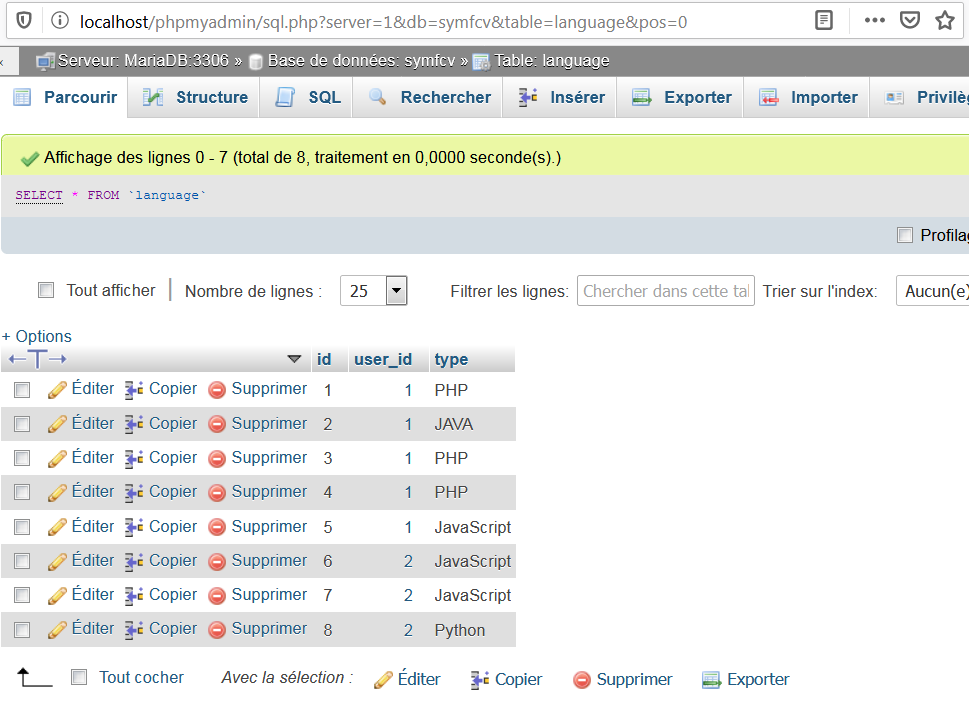 localhost/phpmyadmin/sql.php?server=1&db=symfcv&table=language&pos=0
Serveur: MariaDB:3306 » Base de données: symfcv » Table: language
Parcourir Structure SQL Rechercher Insérer Exporter Importer Privilèg
Affichage des lignes 0 - 7 (total de 8, traitement en 0,0000 seconde(s).)
SELECT * FROM `language`
Profilag
Tout afficher Nombre de lignes : 25 Filtrer les lignes: Chercher dans cette tal Trier sur l'index: Aucun(e)
+ Options
id user_id type
Éditer Copier Supprimer 1 1 PHP
Éditer Copier Supprimer 2 1 JAVA
Éditer Copier Supprimer 3 1 PHP
Éditer Copier Supprimer 4 1 PHP
Éditer Copier Supprimer 5 1 JavaScript
Éditer Copier Supprimer 6 2 JavaScript
Éditer Copier Supprimer 7 2 JavaScript
Éditer Copier Supprimer 8 2 Python
Tout cocher Avec la sélection : Éditer Copier Supprimer Exporter